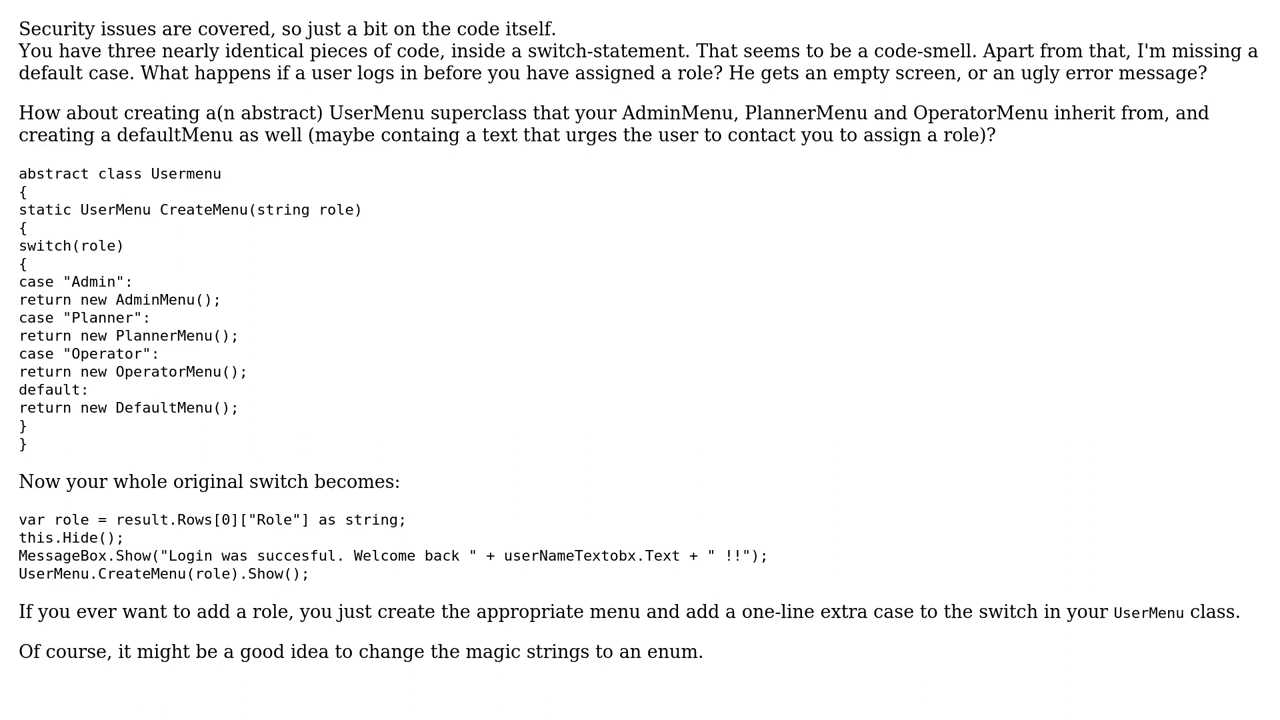 Security issues are covered, so just a bit on the code itself.
You have three nearly identical pieces of code, inside a switch-statement. That seems to be a code-smell. Apart from that, I'm missing a
default case. What happens if a user logs in before you have assigned a role? He gets an empty screen, or an ugly error message?
How about creating a(n abstract) UserMenu superclass that your AdminMenu, PlannerMenu and OperatorMenu inherit from, and
creating a defaultMenu as well (maybe containg a text that urges the user to contact you to assign a role)?
abstract class Usermenu
{
static UserMenu CreateMenu(string role)
{
switch(role)
{
case "Admin":
return new AdminMenu();
case "Planner":
return new PlannerMenu();
case "Operator":
return new OperatorMenu();
default:
return new DefaultMenu();
}
}
Now your whole original switch becomes:
var role = result.Rows[0]["Role"] as string;
this.Hide();
MessageBox.Show("Login was succesful. Welcome back " + userNameTextobx.Text + " !!");
UserMenu.CreateMenu(role).Show();
If you ever want to add a role, you just create the appropriate menu and add a one-line extra case to the switch in your UserMenu class.
Of course, it might be a good idea to change the magic strings to an enum.